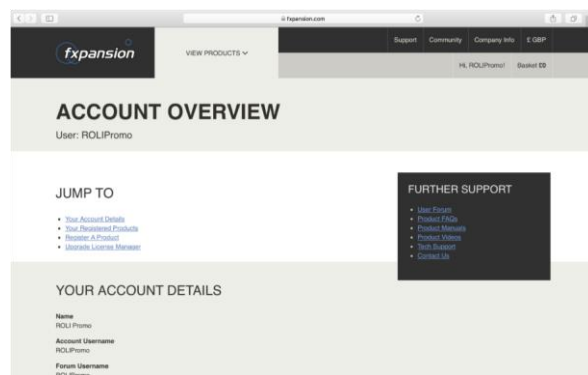 fxpansion.com
fxpansion
VIEW PRODUCTS
Support Community Company Info £ GBP
Hi, ROLIPromo! Basket £0
ACCOUNT OVERVIEW
User: ROLIPromo
JUMP TO
Your Account Details
Your Registered Products
Register A Product
Upgrade License Manager
FURTHER SUPPORT
User Forum
Product FAQs
Product Manuals
Product Videos
Tech Support
Contact Us
YOUR ACCOUNT DETAILS
Name
ROLI Promo
Account Username
ROLIPromo
Forum Username
ROLIPromo